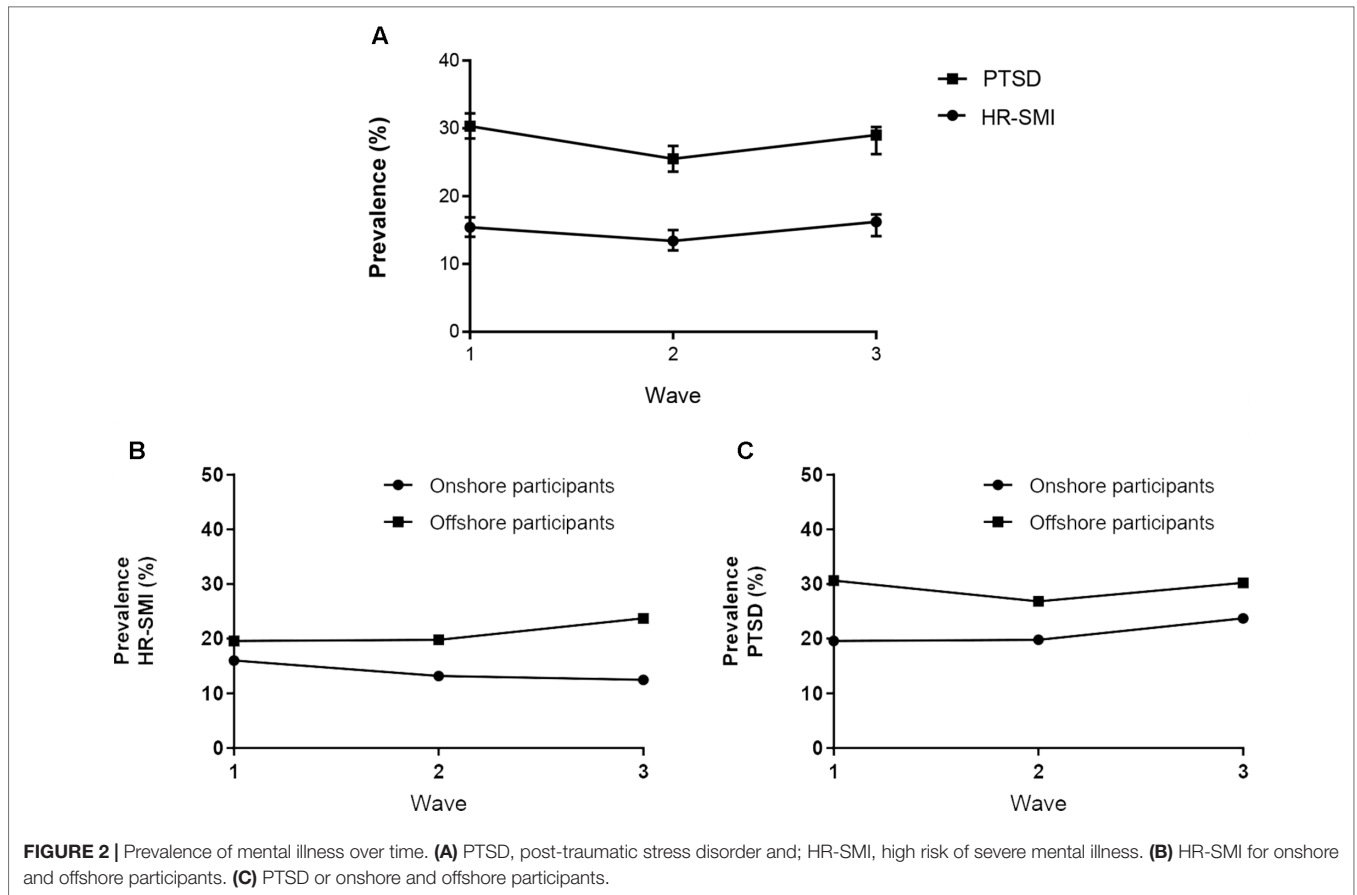 A
40
30
20
10
0
Prevalence (%)
1 2 3
Wave
PTSD
HR-SMI
B
50
40
30
20
10
0
Prevalence
HR-SMI (%)
Onshore participants
Offshore participants
1 2 3
Wave
C
50
40
30
20
10
0
Prevalence
PTSD (%)
Onshore participants
Offshore participants
1 2 3
Wave
FIGURE 2 | Prevalence of mental illness over time. (A) PTSD, post-traumatic stress disorder and; HR-SMI, high risk of severe mental illness. (B) HR-SMI for onshore
and offshore participants. (C) PTSD or onshore and offshore participants.